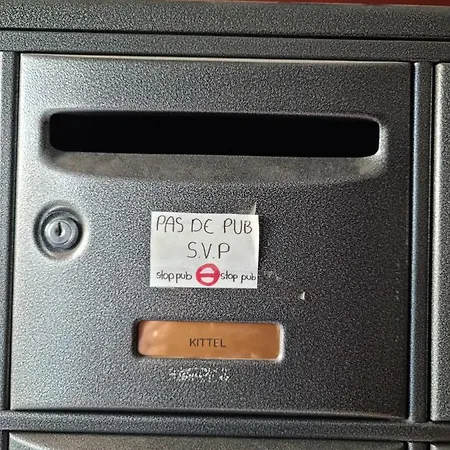 PAS DE PUB
S.V.P
stop pub stop pub
KITTEL